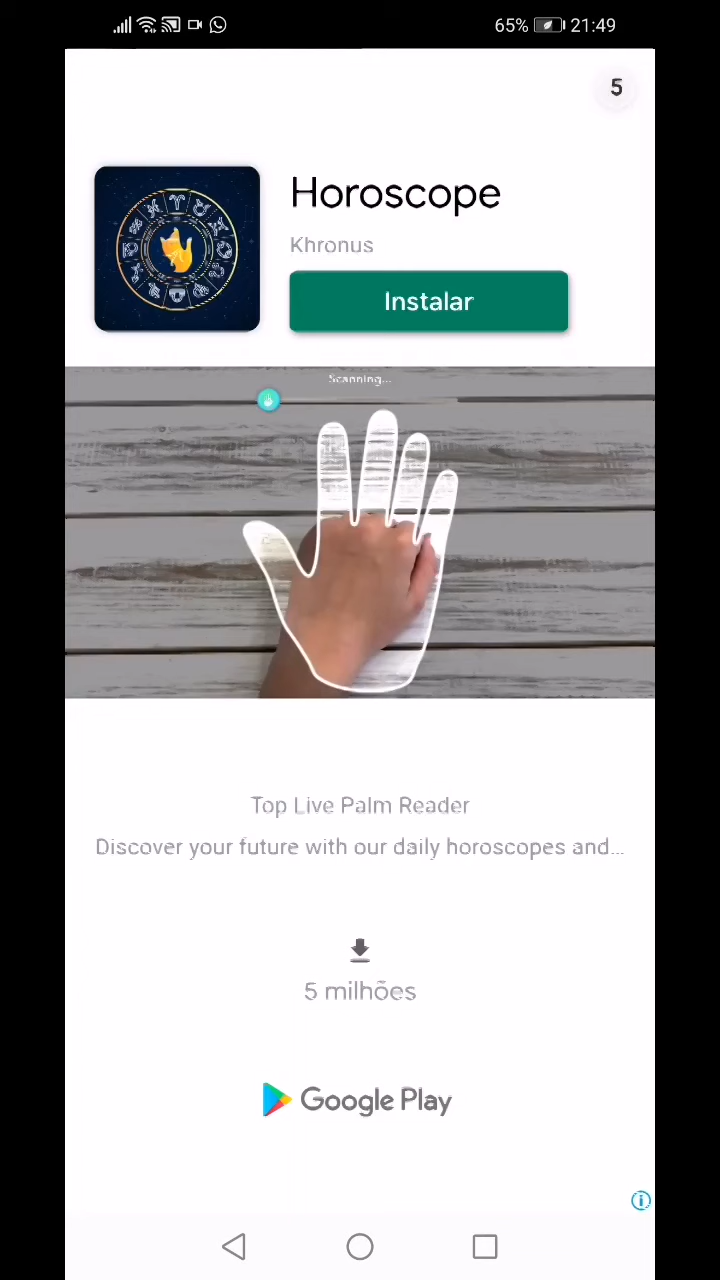 65% 21:49
5
Horoscope
Khronus
Instalar
Scanning...
Top Live Palm Reader
Discover your future with our daily horoscopes and...
5 milhões
Google Play